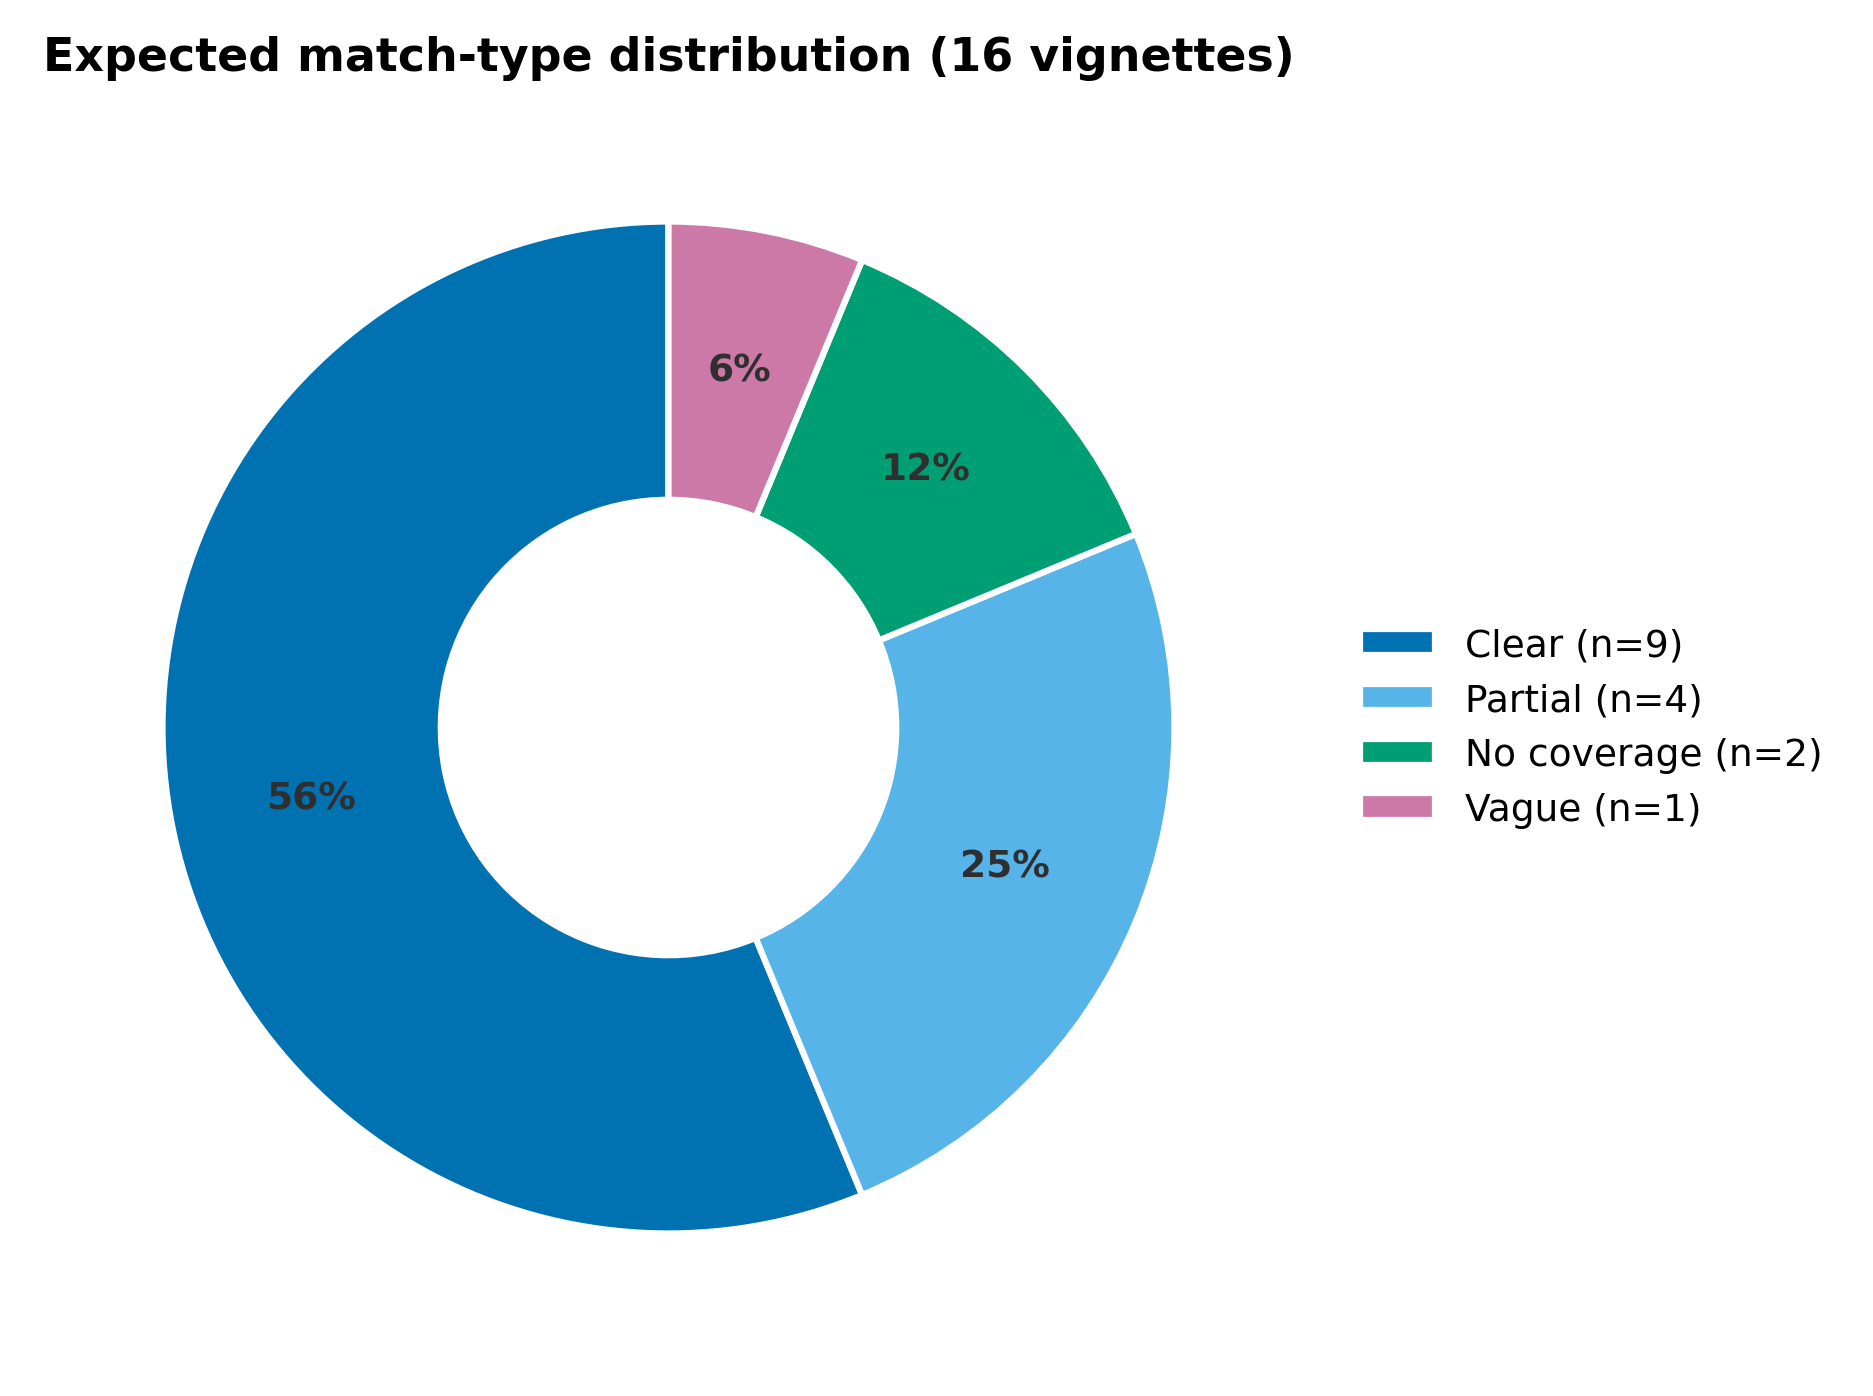 Expected match-type distribution (16 vignettes)
6%
12%
56%
25%
Clear (n=9)
Partial (n=4)
No coverage (n=2)
Vague (n=1)